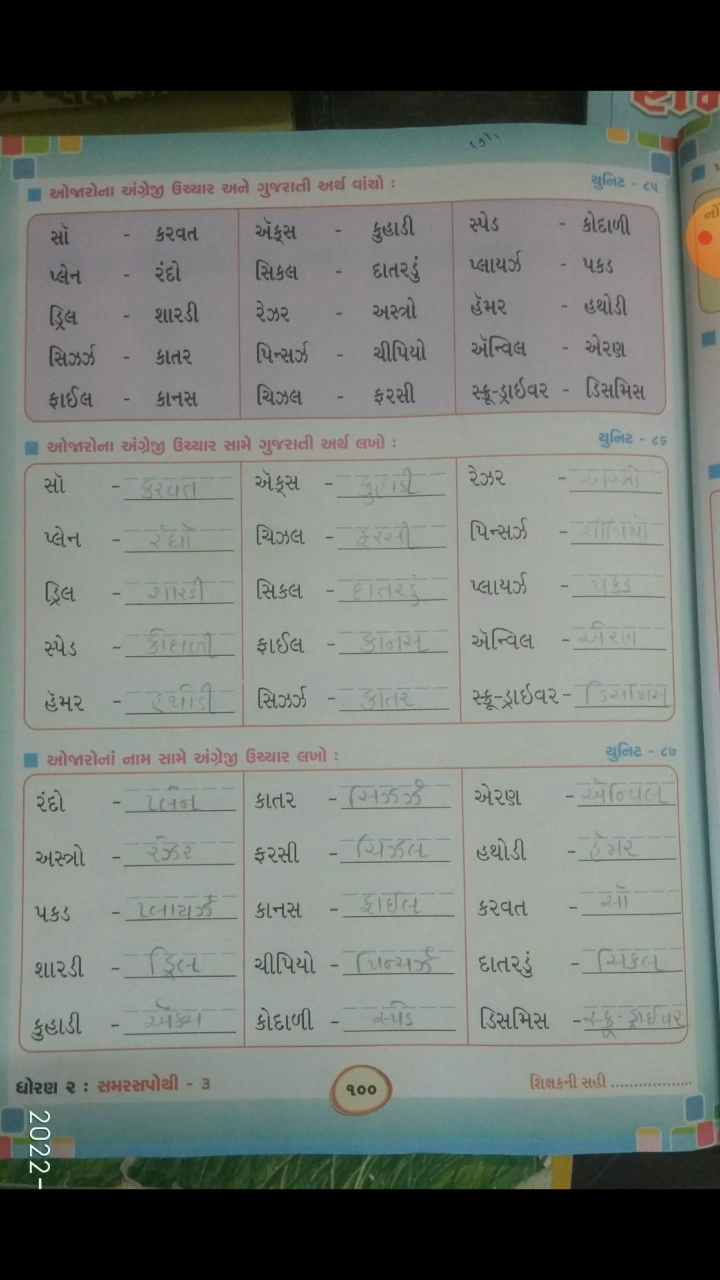 ઓજારોના અંગ્રેજી ઉચ્ચાર અને ગુજરાતી અર્થ વાંચો : યુનિટ - ૮૫
સૉ - કરવત ઍક્સ - કુહાડી સ્પેડ - કોદાળી
પ્લેન - રંદો સિકલ - દાતરડું પ્લાયર્ઝ - પકડ
ડ્રિલ - શારડી રેઝર - અસ્ત્રો હૅમર - હથોડી
સિઝર્ઝ - કાતર પિન્સર્ઝ - ચીપિયો ઍન્વિલ - એરણ
ફાઈલ - કાનસ ચિઝલ - ફરસી સ્ક્રૂ-ડ્રાઇવર - ડિસમિસ
ઓજારોના અંગ્રેજી ઉચ્ચાર સામે ગુજરાતી અર્થ લખો : યુનિટ - ૮૬
સૉ - કરવત ઍક્સ - કુહાડી રેઝર - અસ્ત્રો
પ્લેન - રંધો ચિઝલ - ફરસી પિન્સર્ઝ - ચીપિયો
ડ્રિલ - શારડી સિકલ - દાતરડું પ્લાયર્ઝ - પકડ
સ્પેડ - કોદાળી ફાઈલ - કાનસ ઍન્વિલ - એરણ
હૅમર - હથોડી સિઝર્ઝ - કાતર સ્ક્રૂ-ડ્રાઇવર - ડિસમિસ
ઓજારોનાં નામ સામે અંગ્રેજી ઉચ્ચાર લખો : યુનિટ - ૮૭
રંદો - પ્લેન કાતર - સિઝર્ઝ એરણ - ઍન્વિલ
અસ્ત્રો - રેઝર ફરસી - ચિઝલ હથોડી - હૅમર
પકડ - પ્લાયર્ઝ કાનસ - ફાઈલ કરવત - સૉ
શારડી - ડ્રિલ ચીપિયો - પિન્સર્ઝ દાતરડું - સિકલ
કુહાડી - ઍક્સ કોદાળી - સ્પેડ ડિસમિસ - સ્ક્રૂ-ડ્રાઈવર
ધોરણ ૨ : સમરસપોથી - 3 ૧૦૦ શિક્ષકની સહી ..................
2022-